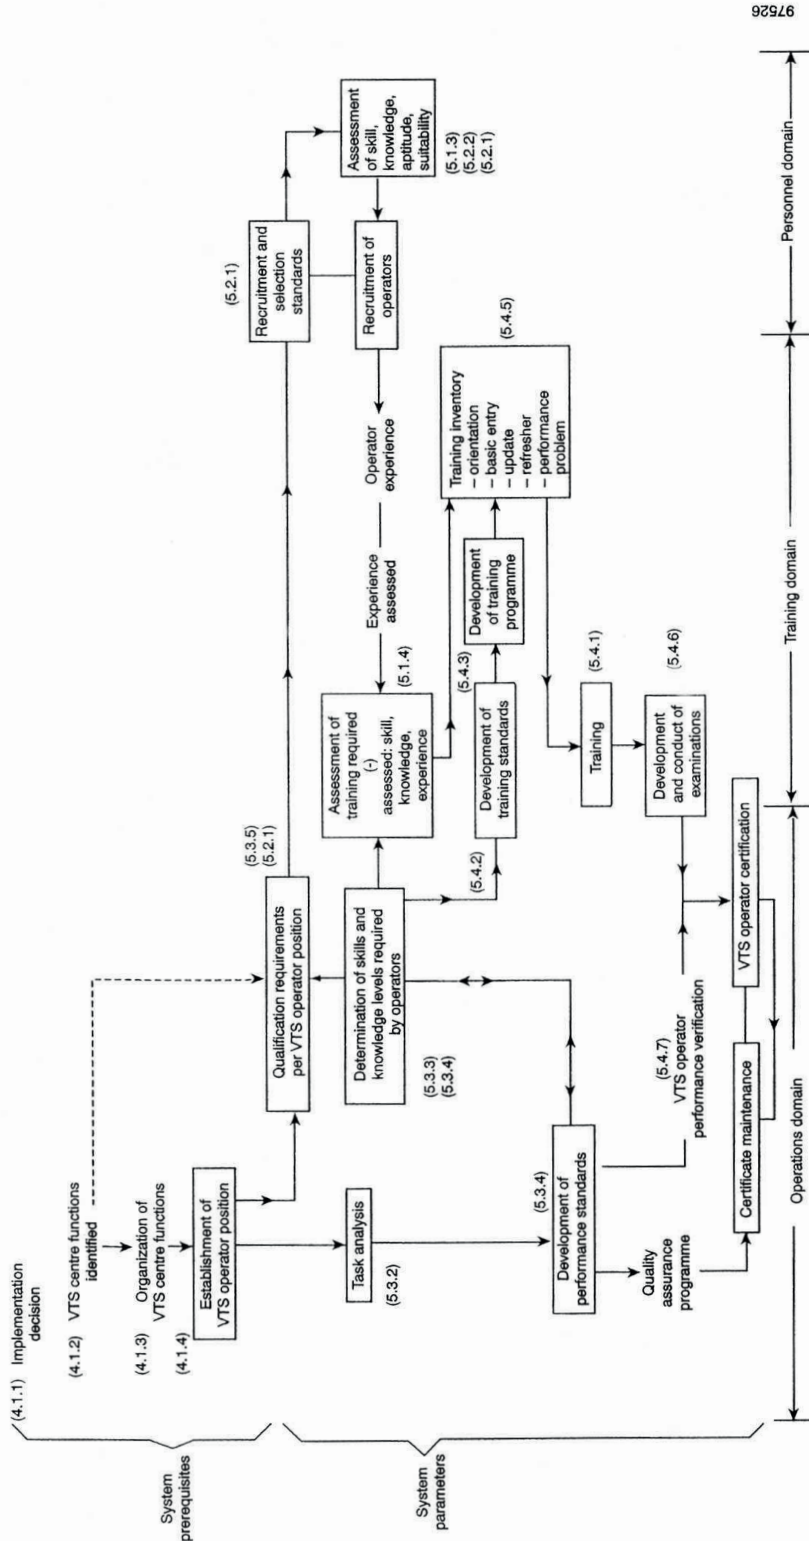 (4.1.1) Implementation
decision
(4.1.2) VTS centre functions
identified
(4.1.3) Organization of
VTS centre functions
(4.1.4)
Establishment of
VTS operator position
System
prerequisites
Qualification requirements
per VTS operator position
(5.3.5)
(5.2.1)
Recruitment and
selection
standards
(5.2.1)
Assessment
of skill,
knowledge,
aptitude,
suitability
(5.1.3)
(5.2.2)
(5.2.1)
Recruitment of
operators
Operator
experience
Experience
assessed
Assessment of
training required
(-)
assessed: skill,
knowledge,
experience
(5.1.4)
Determination of skills and
knowledge levels required
by operators
(5.3.3)
(5.3.4)
Task analysis
(5.3.2)
System
parameters
(5.4.2)
Development of
training standards
(5.4.3)
Development
of training
programme
Training inventory
– orientation
– basic entry
– update
– refresher
– performance
problem
(5.4.5)
Development of
performance standards
(5.3.4)
Training
(5.4.1)
Development
and conduct of
examinations
(5.4.6)
Quality
assurance
programme
(5.4.7)
VTS operator
performance verification
Certificate maintenance
VTS operator certification
Operations domain
Training domain
Personnel domain
97526